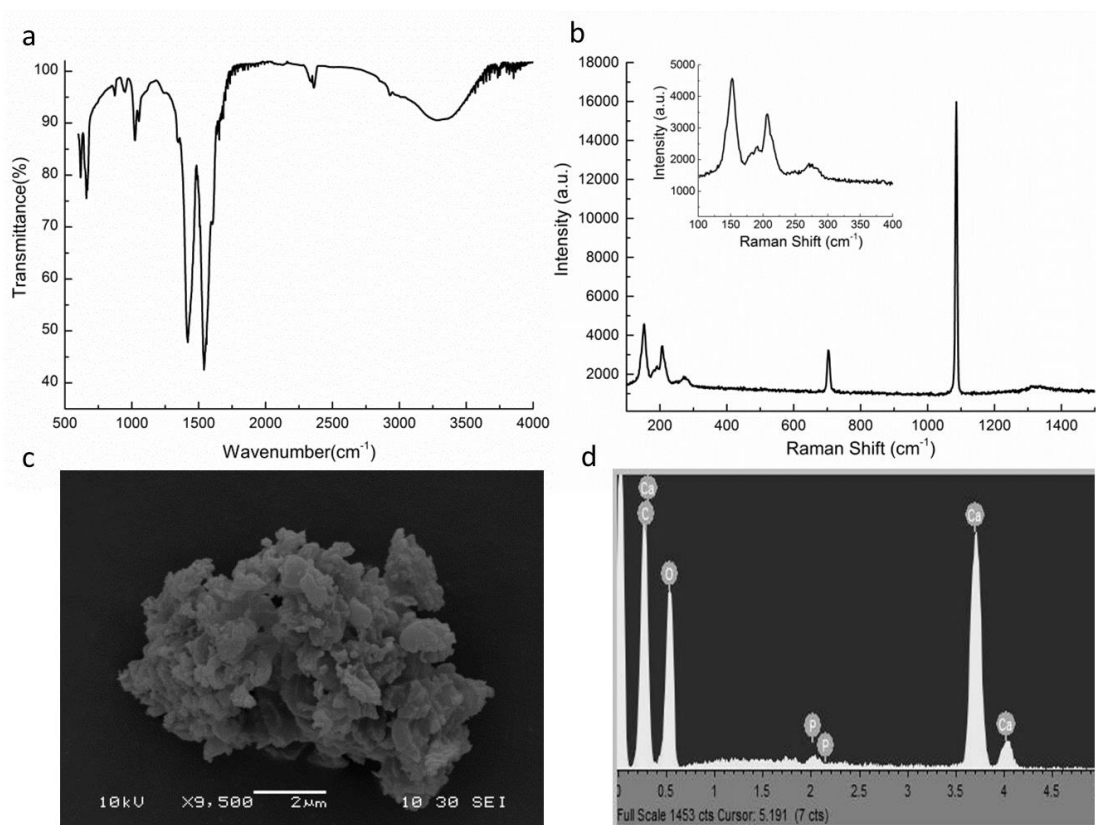 a
100
90
80
70
60
50
40
Transmittance(%)
500 1000 1500 2000 2500 3000 3500 4000
Wavenumber(cm-1)
b
18000
16000
14000
12000
10000
8000
6000
4000
2000
Intensity (a.u.)
200 400 600 800 1000 1200 1400
Raman Shift (cm-1)
5000
4000
3000
2000
1000
Intensity (a.u.)
100 150 200 250 300 350 400
Raman Shift (cm-1)
c
10kV X9,500 2µm 10 30 SEI
d
Ca
C
O
P
P
Ca
Ca
0 0.5 1 1.5 2 2.5 3 3.5 4 4.5
Full Scale 1453 cts Cursor: 5.191 (7 cts)